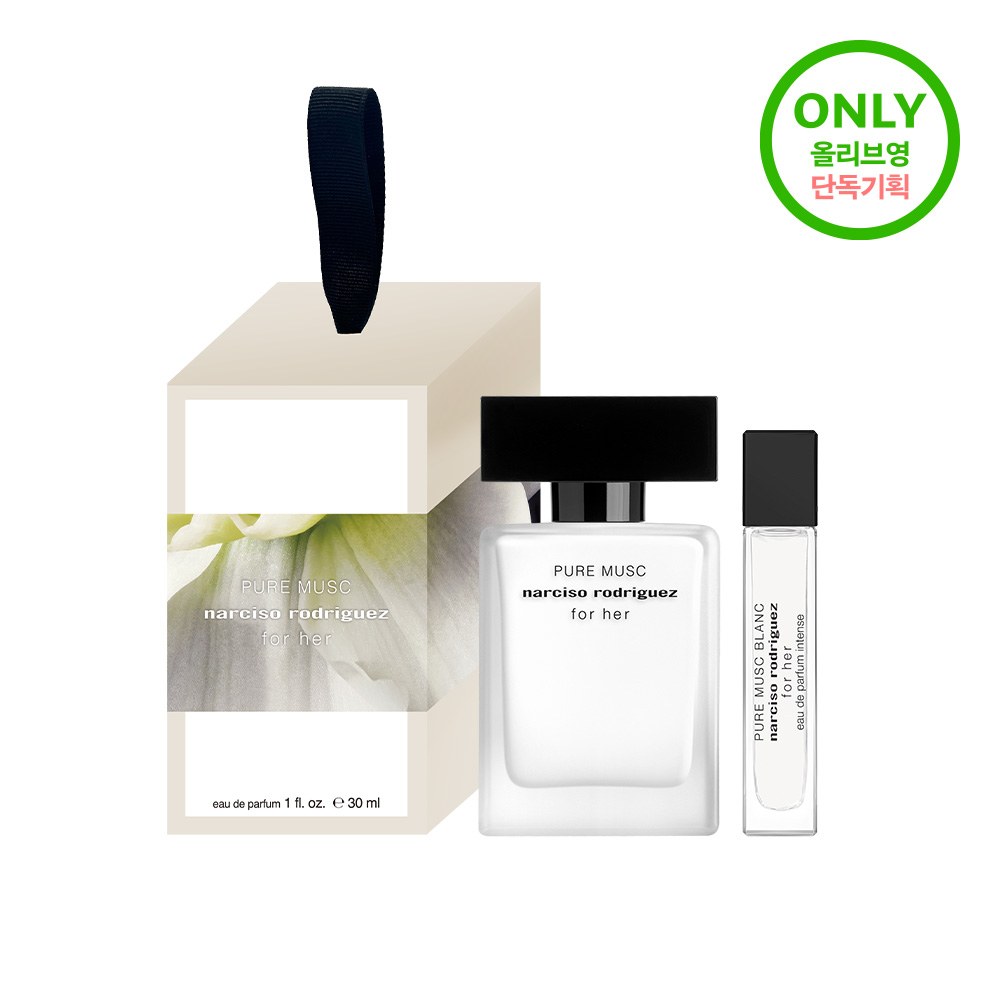 ONLY
올리브영
단독기획
PURE MUSC
narciso rodriguez
for her
eau de parfum 1 fl. oz. ℮ 30 ml
PURE MUSC
narciso rodriguez
for her
PURE MUSC BLANC
narciso rodriguez
for her
eau de parfum intense